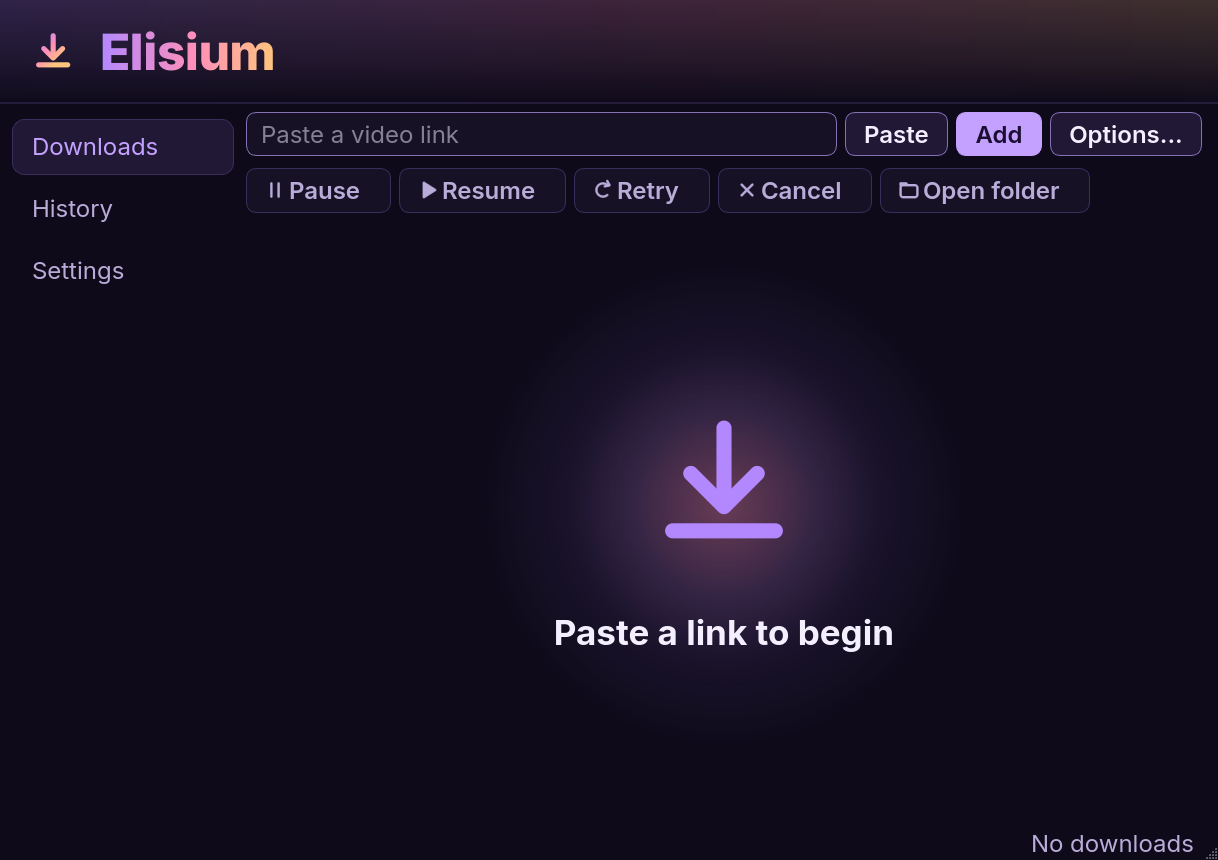 Elisium
Downloads
History
Settings
Paste a video link
Paste
Add
Options...
Pause
Resume
Retry
Cancel
Open folder
Paste a link to begin
No downloads